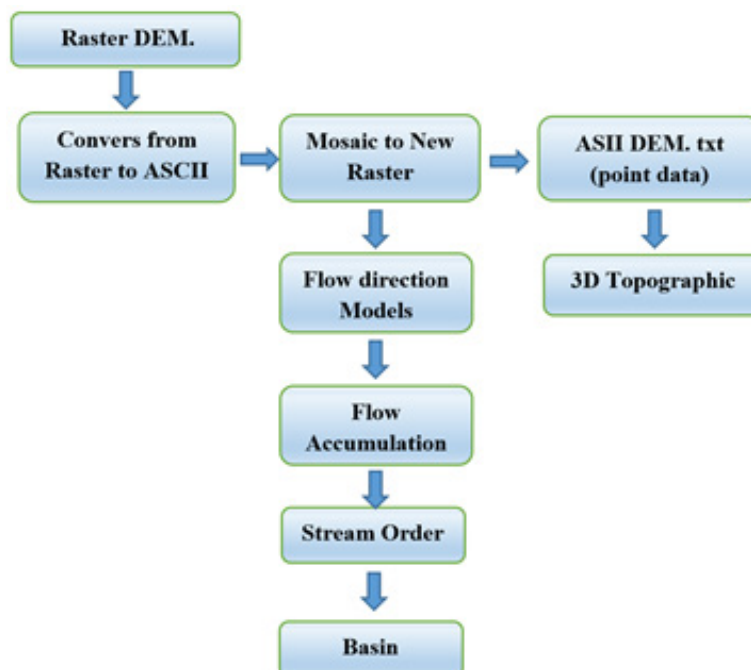 Raster DEM.
Convers from
Raster to ASCII
Mosaic to New
Raster
ASII DEM. txt
(point data)
Flow direction
Models
3D Topographic
Flow
Accumulation
Stream Order
Basin